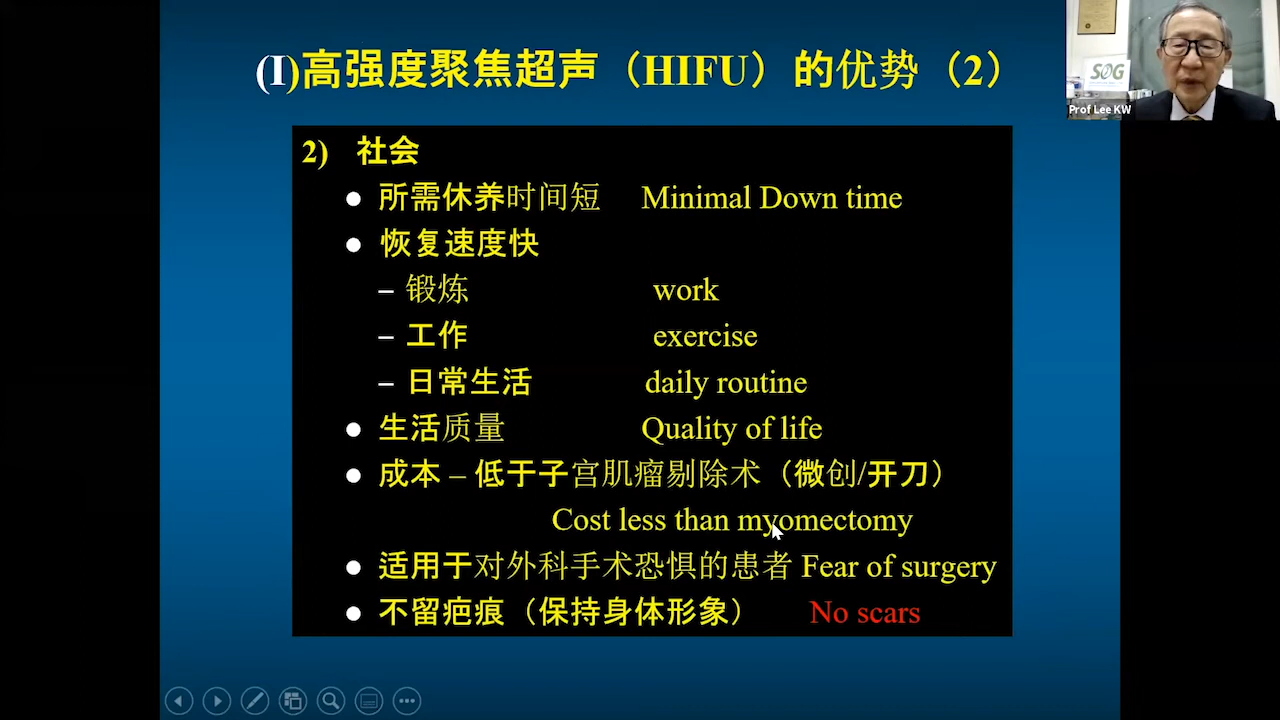 (I)高强度聚焦超声（HIFU）的优势（2）
SOG
Prof Lee KW
2) 社会
● 所需休养时间短 Minimal Down time
● 恢复速度快
– 锻炼 work
– 工作 exercise
– 日常生活 daily routine
● 生活质量 Quality of life
● 成本 – 低于子宫肌瘤剔除术（微创/开刀）
Cost less than myomectomy
● 适用于对外科手术恐惧的患者 Fear of surgery
● 不留疤痕（保持身体形象） No scars